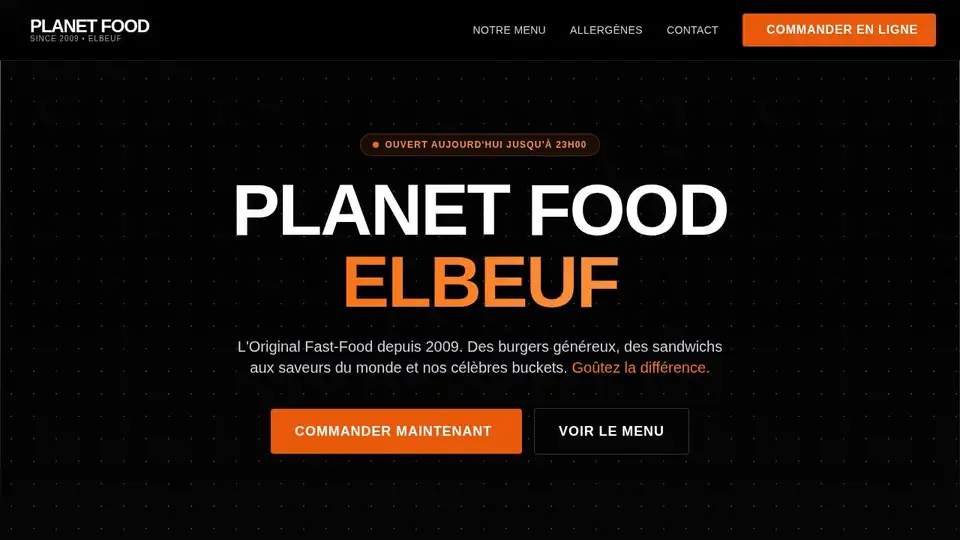 PLANET FOOD
SINCE 2009 • ELBEUF
NOTRE MENU
ALLERGÈNES
CONTACT
COMMANDER EN LIGNE
OUVERT AUJOURD'HUI JUSQU'À 23H00
PLANET FOOD
ELBEUF
L'Original Fast-Food depuis 2009. Des burgers généreux, des sandwichs
aux saveurs du monde et nos célèbres buckets. Goûtez la différence.
COMMANDER MAINTENANT
VOIR LE MENU